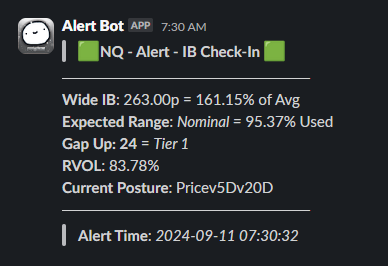 Alert Bot APP 7:30 AM
🟩NQ - Alert - IB Check-In 🟩
Wide IB: 263.00p = 161.15% of Avg
Expected Range: Nominal = 95.37% Used
Gap Up: 24 = Tier 1
RVOL: 83.78%
Current Posture: Pricev5Dv20D
Alert Time: 2024-09-11 07:30:32